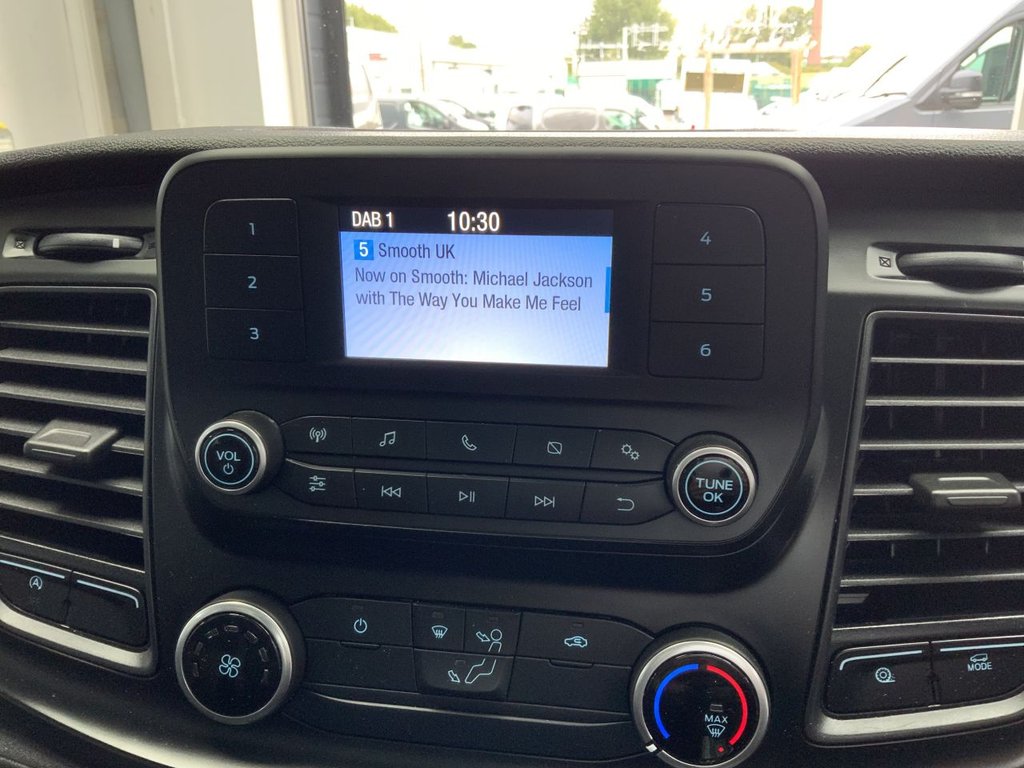 DAB 1 10:30
5 Smooth UK
Now on Smooth: Michael Jackson
with The Way You Make Me Feel
1
2
3
4
5
6
VOL
TUNE
OK
A
MODE
MAX